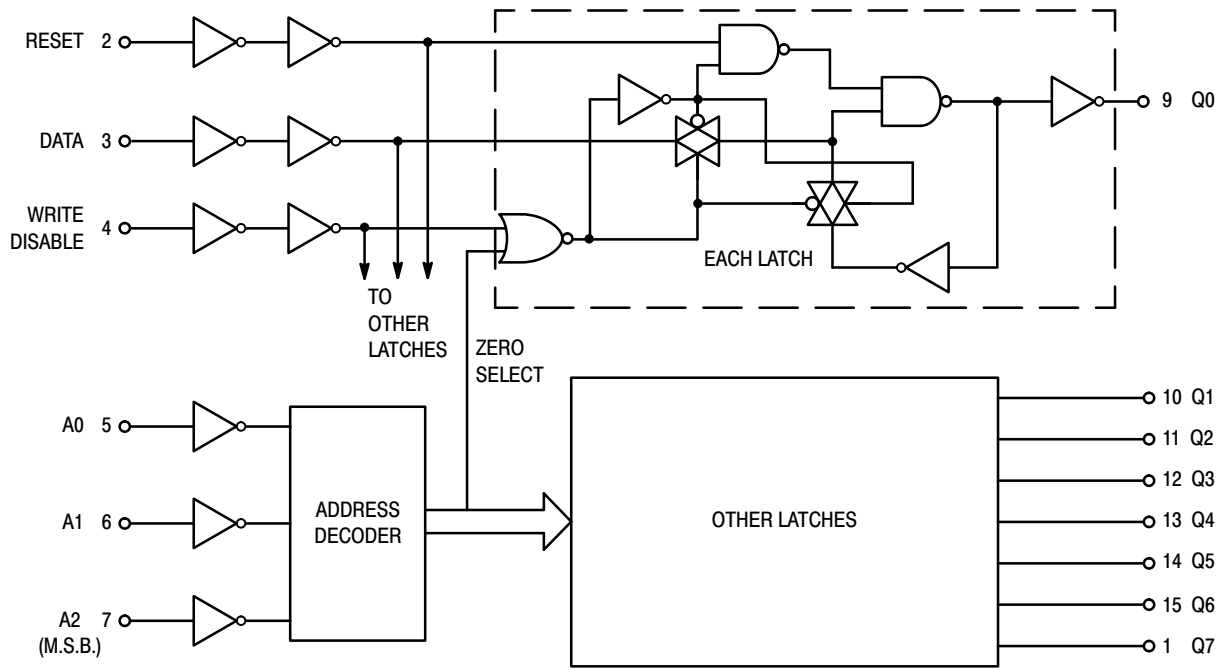 RESET 2
9 Q0
DATA 3
WRITE
DISABLE 4
EACH LATCH
TO
OTHER
LATCHES
ZERO
SELECT
A0 5
A1 6
A2 7
(M.S.B.)
ADDRESS
DECODER
OTHER LATCHES
10 Q1
11 Q2
12 Q3
13 Q4
14 Q5
15 Q6
1 Q7